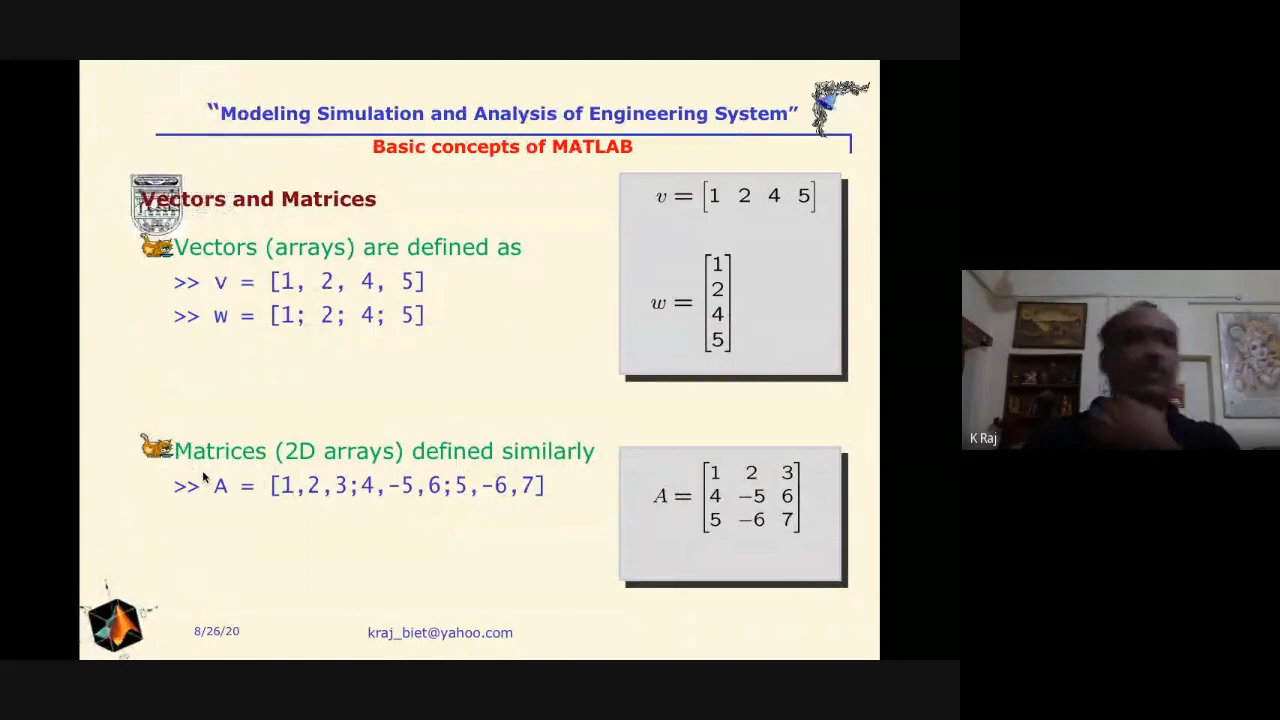 “Modeling Simulation and Analysis of Engineering System”
Basic concepts of MATLAB
Vectors and Matrices
Vectors (arrays) are defined as
>> v = [1, 2, 4, 5]
>> w = [1; 2; 4; 5]
v = [1 2 4 5]
w = [1
2
4
5]
Matrices (2D arrays) defined similarly
>> A = [1,2,3;4,-5,6;5,-6,7]
A = [1 2 3
4 −5 6
5 −6 7]
8/26/20
kraj_biet@yahoo.com
K Raj